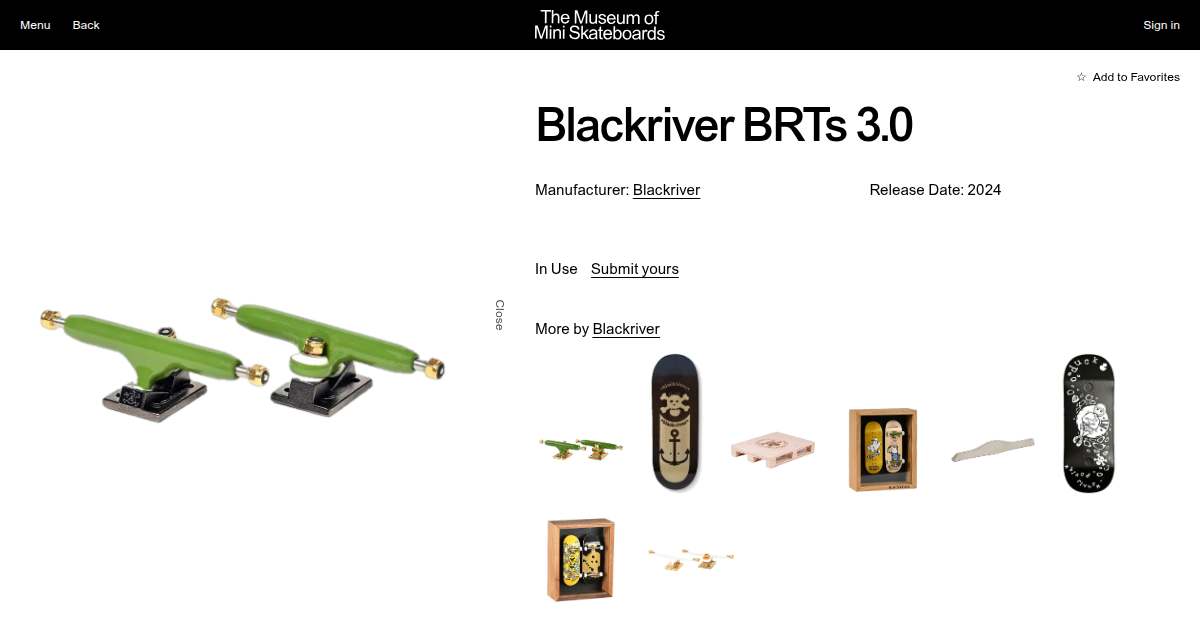 Menu
Back
The Museum of
Mini Skateboards
Sign in
☆ Add to Favorites
Blackriver BRTs 3.0
Manufacturer: Blackriver
Release Date: 2024
In Use
Submit yours
Close
More by Blackriver